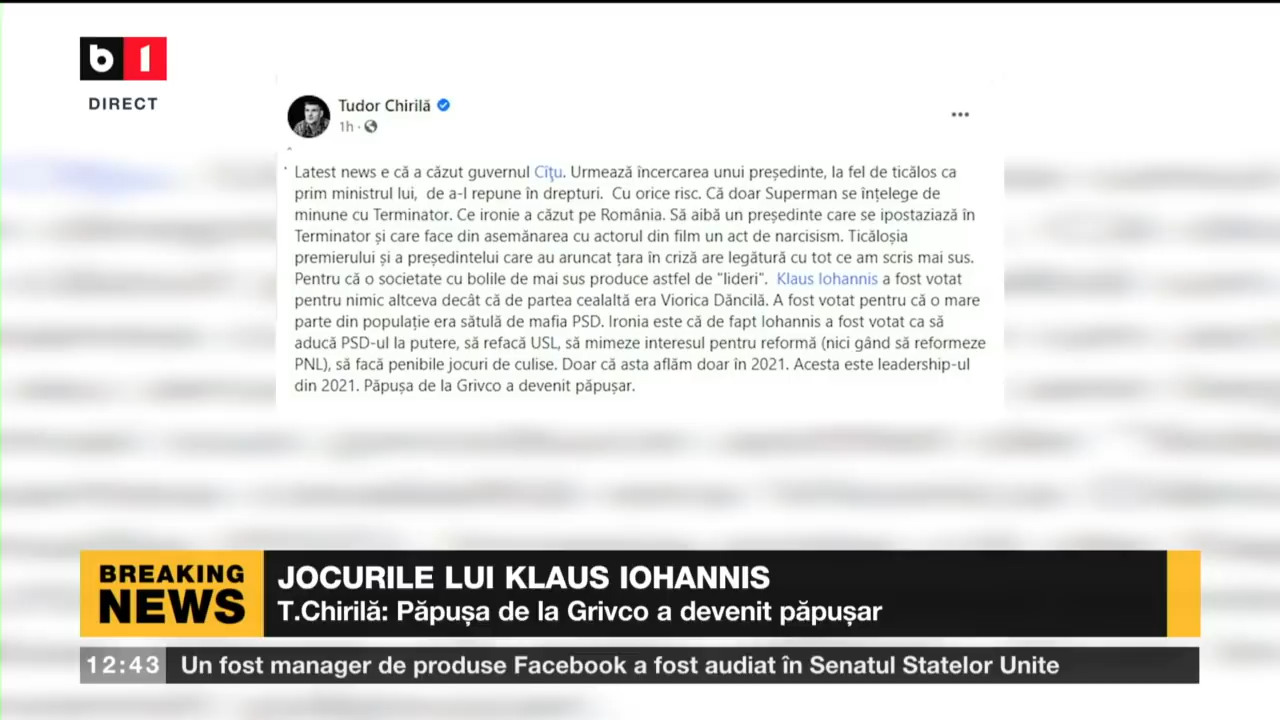 b1
DIRECT
Tudor Chirilă
1h ·
Latest news e că a căzut guvernul Cîțu. Urmează încercarea unui președinte, la fel de ticălos ca
prim ministrul lui, de a-l repune în drepturi. Cu orice risc. Că doar Superman se înțelege de
minune cu Terminator. Ce ironie a căzut pe România. Să aibă un președinte care se ipostaziază în
Terminator și care face din asemănarea cu actorul din film un act de narcisism. Ticăloșia
premierului și a președintelui care au aruncat țara în criză are legătură cu tot ce am scris mai sus.
Pentru că o societate cu bolile de mai sus produce astfel de "lideri". Klaus Iohannis a fost votat
pentru nimic altceva decât că de partea cealaltă era Viorica Dăncilă. A fost votat pentru că o mare
parte din populație era sătulă de mafia PSD. Ironia este că de fapt Iohannis a fost votat ca să
aducă PSD-ul la putere, să refacă USL, să mimeze interesul pentru reformă (nici gând să reformeze
PNL), să facă penibile jocuri de culise. Doar că asta aflăm doar în 2021. Acesta este leadership-ul
din 2021. Păpușa de la Grivco a devenit păpușar.
BREAKING
NEWS
JOCURILE LUI KLAUS IOHANNIS
T.Chirilă: Păpușa de la Grivco a devenit păpușar
12:43 Un fost manager de produse Facebook a fost audiat în Senatul Statelor Unite